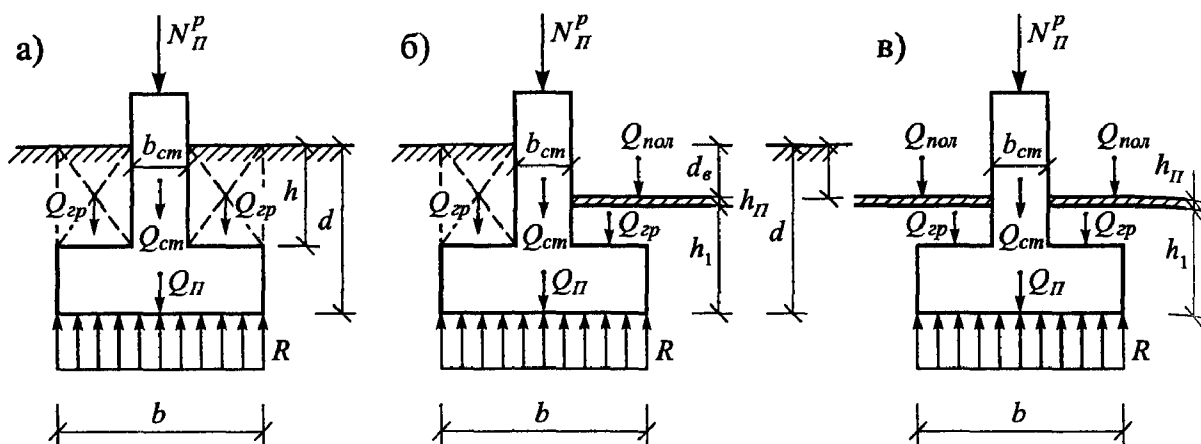 а)
N_П^р
b_ст
Q_гр
Q_гр
Q_ст
Q_П
h
d
R
b
б)
N_П^р
b_ст
Q_пол
d_в
h_П
Q_гр
Q_гр
Q_ст
h_1
d
Q_П
R
b
в)
N_П^р
Q_пол
b_ст
Q_пол
h_П
Q_гр
Q_ст
Q_гр
h_1
Q_П
R
b